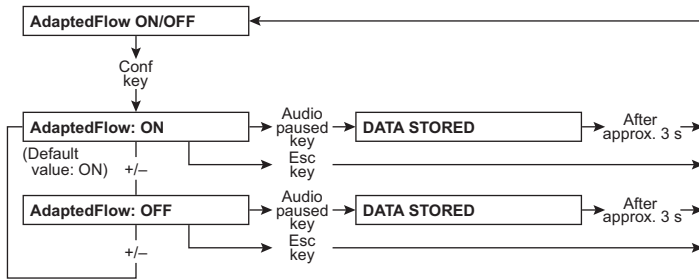 AdaptedFlow ON/OFF
Conf
key
AdaptedFlow: ON
Audio
paused
key
DATA STORED
After
approx. 3 s
(Default
value: ON)
+/–
Esc
key
AdaptedFlow: OFF
Audio
paused
key
DATA STORED
After
approx. 3 s
+/–
Esc
key